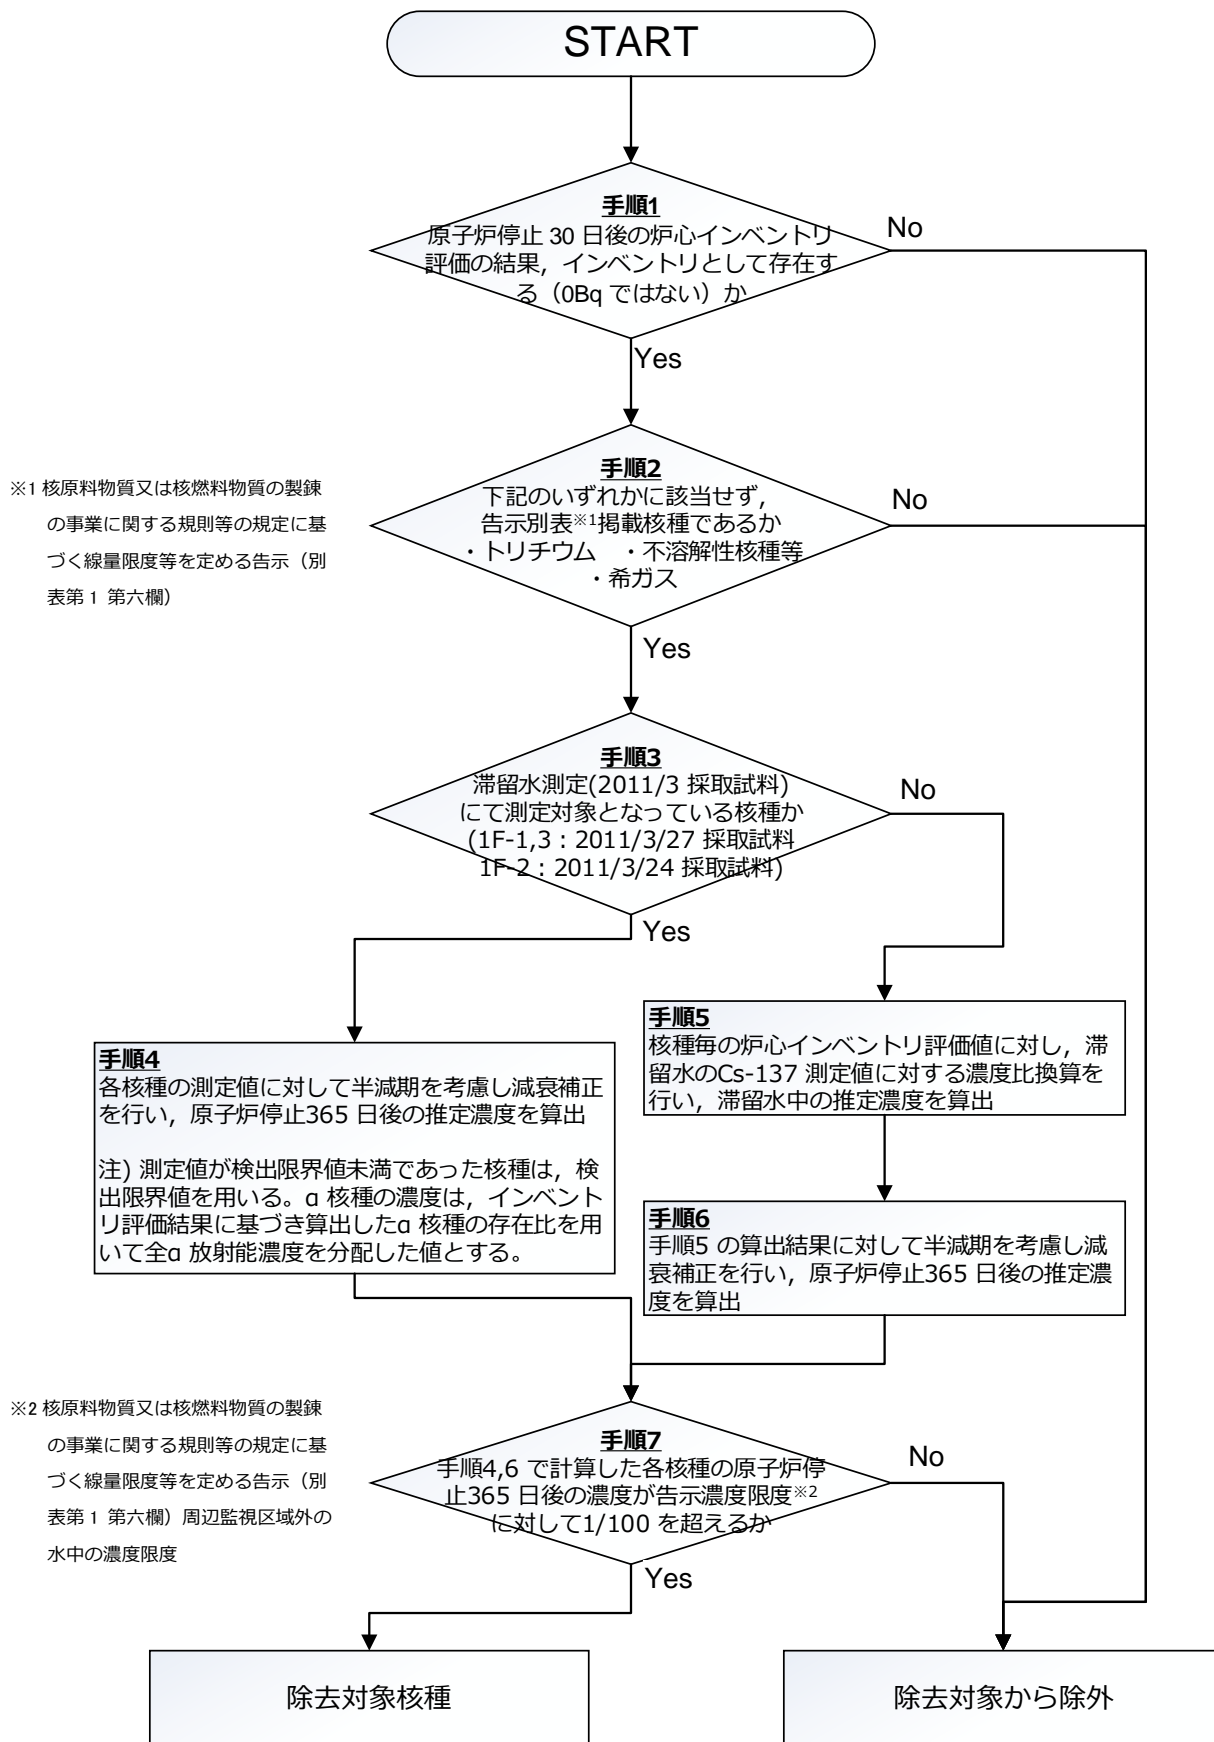 START
手順1
原子炉停止 30 日後の炉心インベントリ
評価の結果，インベントリとして存在す
る（0Bq ではない）か
No
Yes
※1 核原料物質又は核燃料物質の製錬
の事業に関する規則等の規定に基
づく線量限度等を定める告示（別
表第 1 第六欄）
手順2
下記のいずれかに該当せず，
告示別表※1掲載核種であるか
・トリチウム ・不溶解性核種等
・希ガス
No
Yes
手順3
滞留水測定(2011/3 採取試料)
にて測定対象となっている核種か
(1F-1,3：2011/3/27 採取試料
1F-2：2011/3/24 採取試料)
No
Yes
手順4
各核種の測定値に対して半減期を考慮し減衰補正
を行い，原子炉停止365 日後の推定濃度を算出
注) 測定値が検出限界値未満であった核種は，検
出限界値を用いる。α 核種の濃度は，インベント
リ評価結果に基づき算出したα 核種の存在比を用
いて全α 放射能濃度を分配した値とする。
手順5
核種毎の炉心インベントリ評価値に対し，滞
留水のCs-137 測定値に対する濃度比換算を
行い，滞留水中の推定濃度を算出
手順6
手順5 の算出結果に対して半減期を考慮し減
衰補正を行い，原子炉停止365 日後の推定濃
度を算出
※2 核原料物質又は核燃料物質の製錬
の事業に関する規則等の規定に基
づく線量限度等を定める告示（別
表第 1 第六欄）周辺監視区域外の
水中の濃度限度
手順7
手順4,6 で計算した各核種の原子炉停
止365 日後の濃度が告示濃度限度※2
に対して1/100 を超えるか
No
Yes
除去対象核種
除去対象から除外